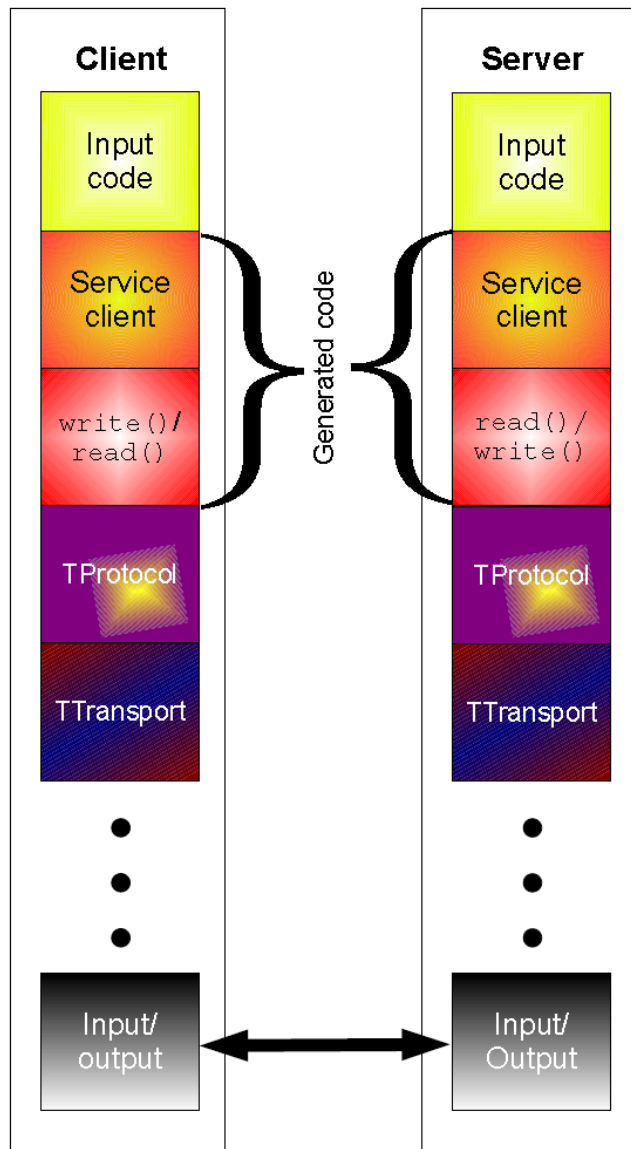 Client
Input
code
Service
client
write()/
read()
TProtocol
TTransport
Input/
output
Generated code
Server
Input
code
Service
client
read()/
write()
TProtocol
TTransport
Input/
Output